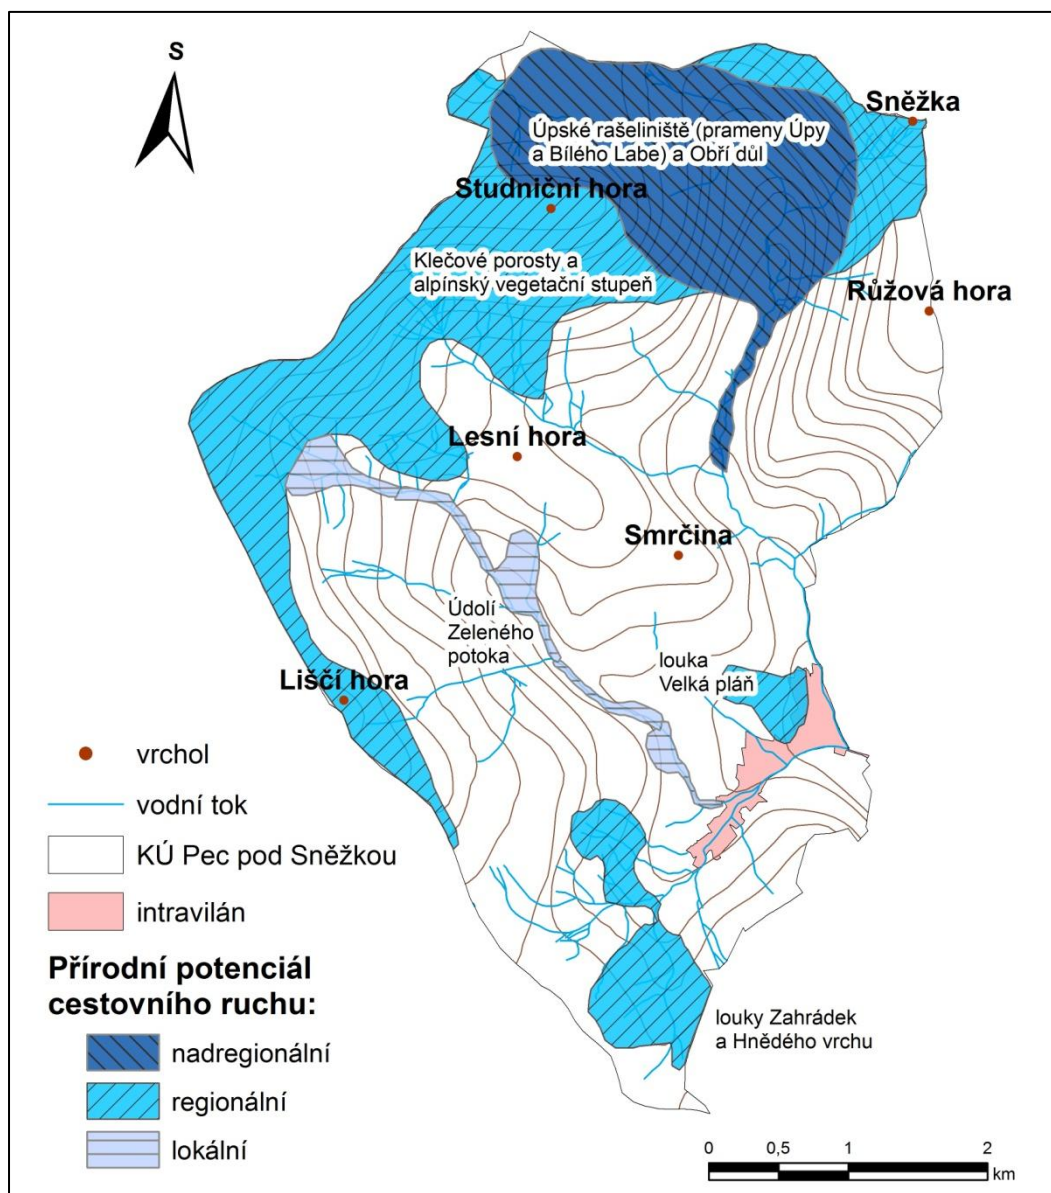 S
Sněžka
Úpské rašeliniště (prameny Úpy
a Bílého Labe) a Obří důl
Studniční hora
Klečové porosty a
alpínský vegetační stupeň
Růžová hora
Lesní hora
Smrčina
Údolí
Zeleného
potoka
louka
Velká pláň
Liščí hora
vrchol
vodní tok
KÚ Pec pod Sněžkou
intravilán
Přírodní potenciál
cestovního ruchu:
nadregionální
regionální
lokální
louky Zahrádek
a Hnědého vrchu
0 0,5 1 2
km